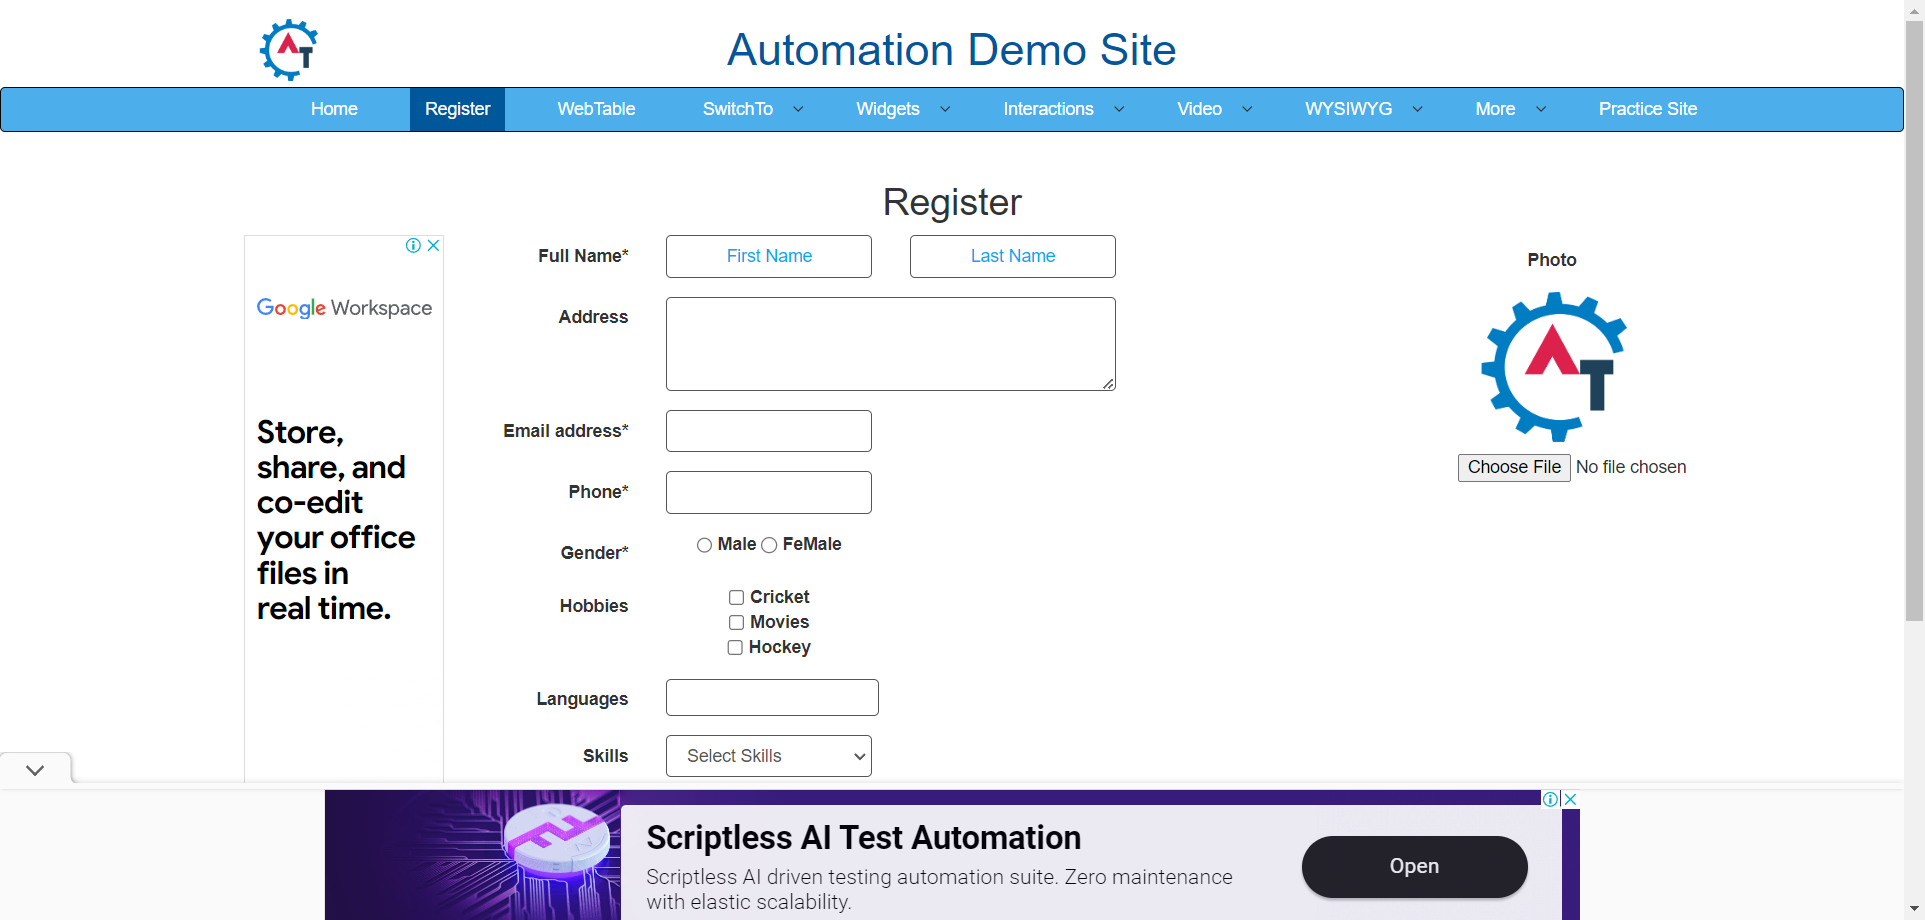 AT
Automation Demo Site
Home Register WebTable SwitchTo Widgets Interactions Video WYSIWYG More Practice Site
Register
Google Workspace
Store,
share, and
co-edit
your office
files in
real time.
Full Name* First Name Last Name
Address
Email address*
Phone*
Gender* Male FeMale
Hobbies Cricket
Movies
Hockey
Languages
Skills Select Skills
Photo
AT
Choose File No file chosen
Scriptless AI Test Automation
Scriptless AI driven testing automation suite. Zero maintenance
with elastic scalability.
Open